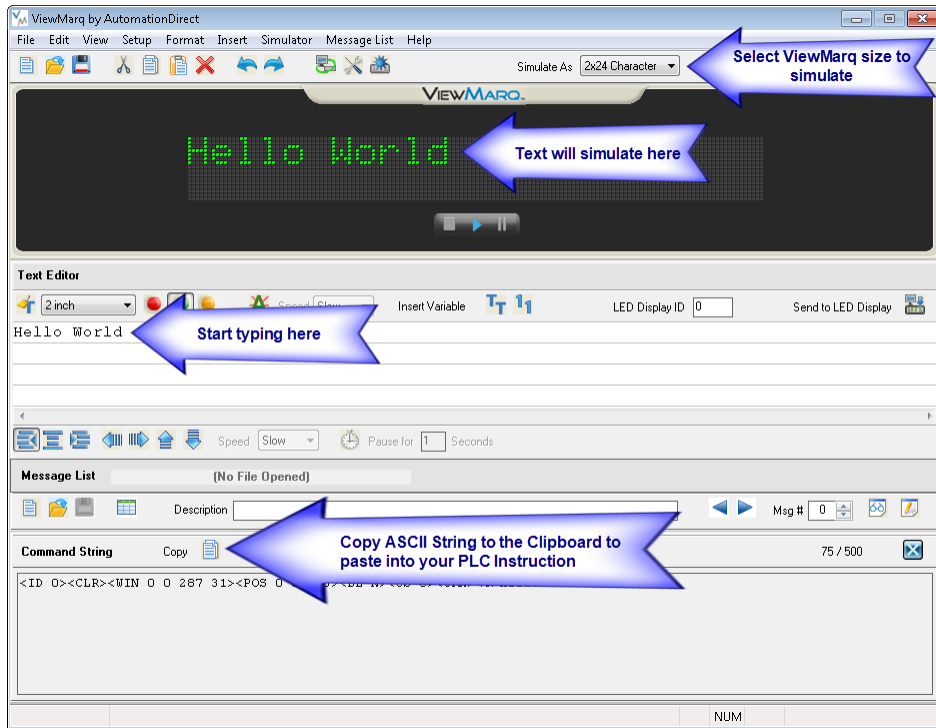 ViewMarq by AutomationDirect
File Edit View Setup Format Insert Simulator Message List Help
Simulate As 2x24 Character
Select ViewMarq size to
simulate
VIEWMARQ
Hello World
Text will simulate here
Text Editor
2 inch Speed Slow Insert Variable LED Display ID 0 Send to LED Display
Hello World
Start typing here
Speed Slow Pause for 1 Seconds
Message List (No File Opened)
Description Msg # 0
Copy ASCII String to the Clipboard to
paste into your PLC Instruction
Command String Copy 75 / 500
<ID 0><CLR><WIN 0 0 287 31><POS 0
NUM